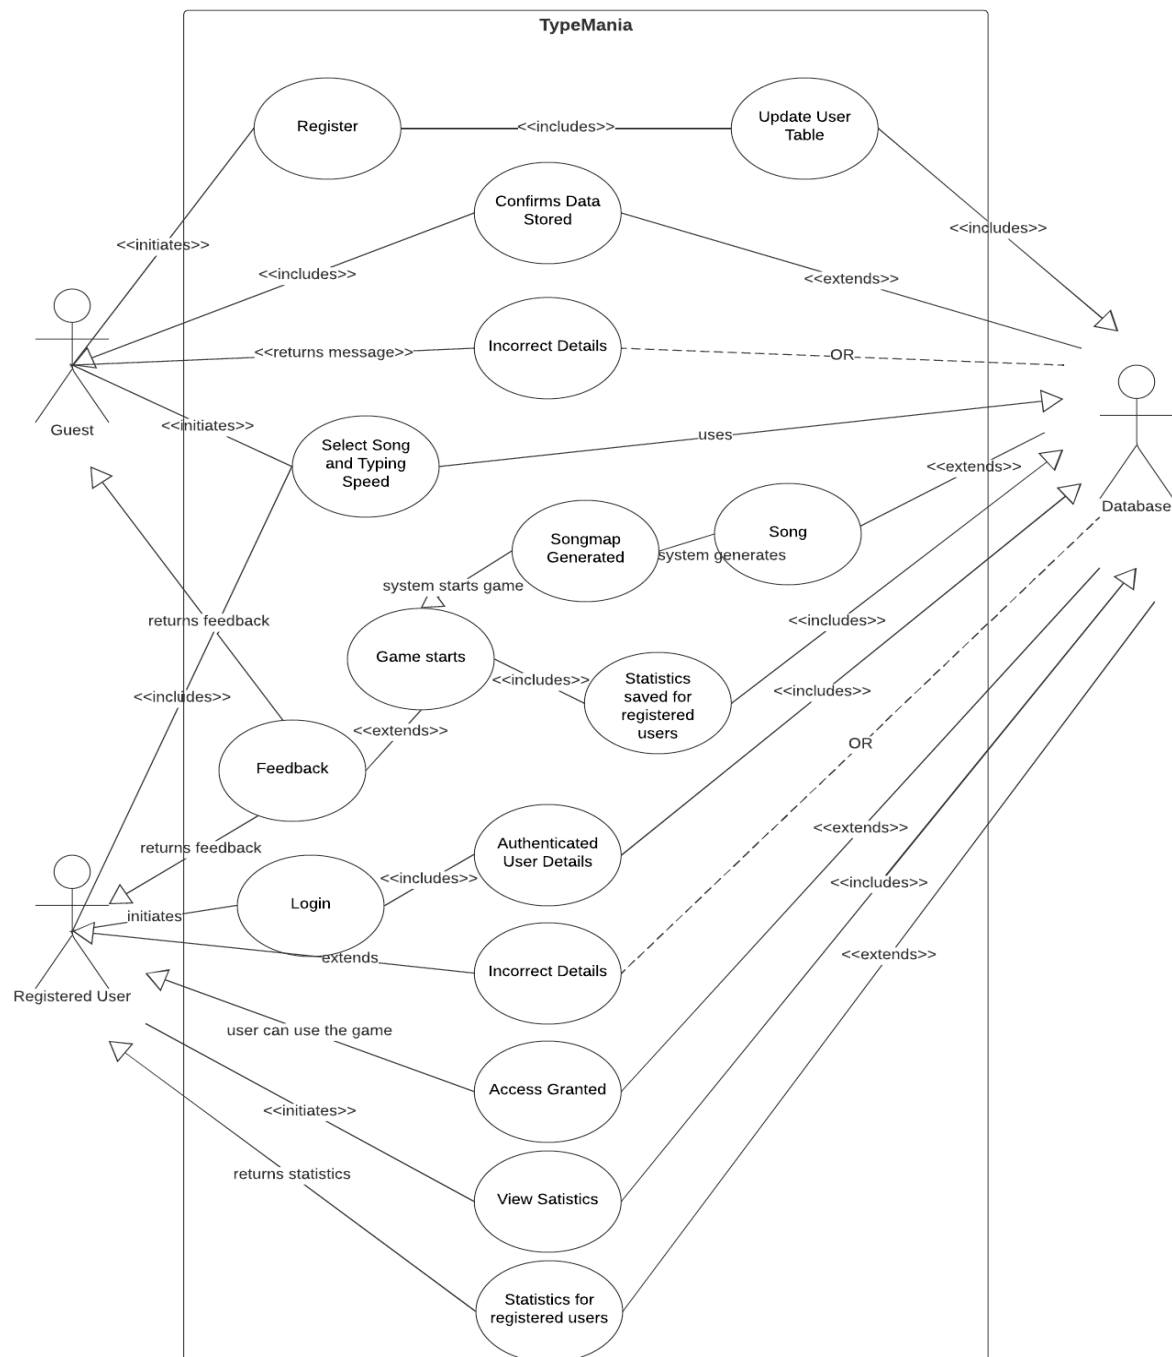 TypeMania
Register
<<includes>>
Update User
Table
Confirms Data
Stored
<<initiates>>
<<includes>>
<<includes>>
<<extends>>
Incorrect Details
<<returns message>>
OR
Guest
<<initiates>>
Select Song
and Typing
Speed
uses
<<extends>>
Database
Songmap
Generated
system generates
Song
system starts game
returns feedback
Game starts
<<includes>>
<<includes>>
Statistics
saved for
registered
users
<<includes>>
<<includes>>
<<extends>>
OR
Feedback
returns feedback
Authenticated
User Details
<<extends>>
<<includes>>
<<includes>>
Login
initiates
extends
Incorrect Details
<<extends>>
Registered User
user can use the game
Access Granted
<<initiates>>
returns statistics
View Satistics
Statistics for
registered users